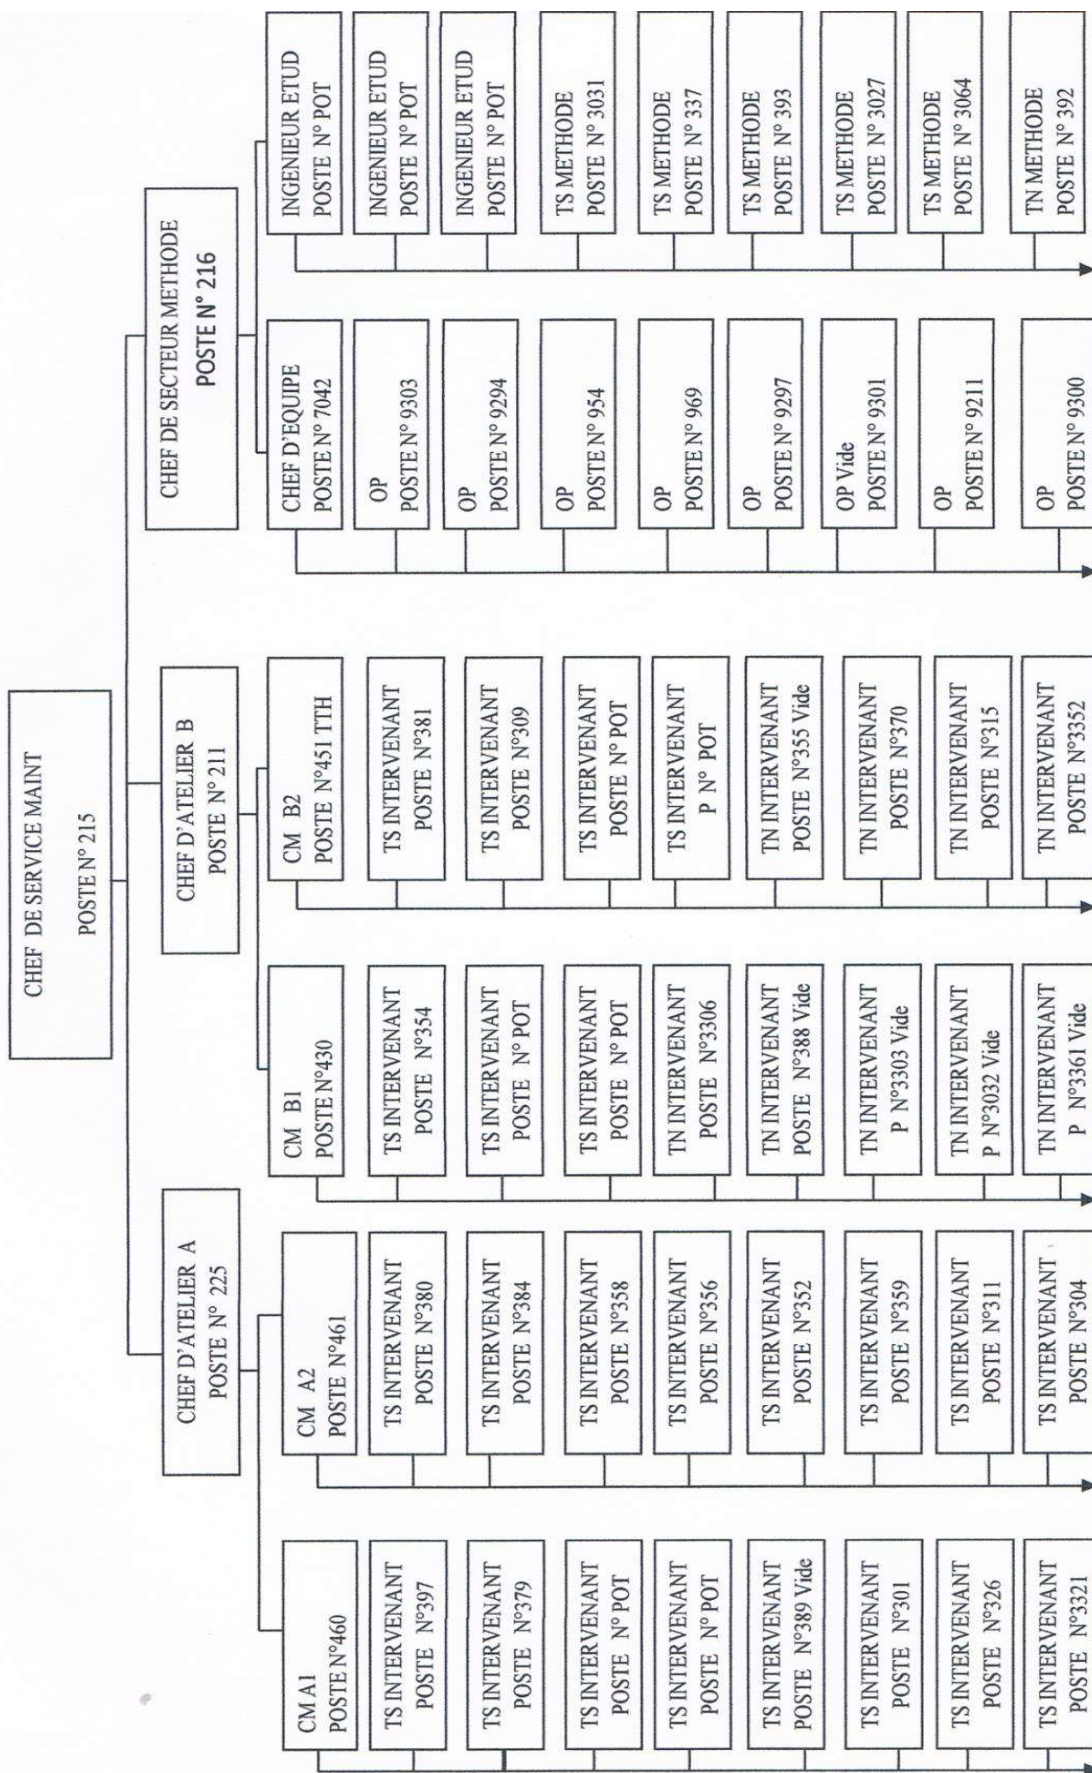 CHEF DE SERVICE MAINT
POSTE N° 215
CHEF D'ATELIER A
POSTE N° 225
CHEF D'ATELIER B
POSTE N° 211
CHEF DE SECTEUR METHODE
POSTE N° 216
CM A1
POSTE N°460
TS INTERVENANT
POSTE N°397
TS INTERVENANT
POSTE N°379
TS INTERVENANT
POSTE N° POT
TS INTERVENANT
POSTE N° POT
TS INTERVENANT
POSTE N°389 Vide
TS INTERVENANT
POSTE N°301
TS INTERVENANT
POSTE N°326
TS INTERVENANT
POSTE N°3321
CM A2
POSTE N°461
TS INTERVENANT
POSTE N°380
TS INTERVENANT
POSTE N°384
TS INTERVENANT
POSTE N°358
TS INTERVENANT
POSTE N°356
TS INTERVENANT
POSTE N°352
TS INTERVENANT
POSTE N°359
TS INTERVENANT
POSTE N°311
TS INTERVENANT
POSTE N°304
CM B1
POSTE N°430
TS INTERVENANT
POSTE N°354
TS INTERVENANT
POSTE N° POT
TS INTERVENANT
POSTE N° POT
TN INTERVENANT
POSTE N°3306
TN INTERVENANT
POSTE N°388 Vide
TN INTERVENANT
P N°3303 Vide
TN INTERVENANT
P N°3032 Vide
TN INTERVENANT
P N°3361 Vide
CM B2
POSTE N°451 TTH
TS INTERVENANT
POSTE N°381
TS INTERVENANT
POSTE N°309
TS INTERVENANT
POSTE N° POT
TS INTERVENANT
P N° POT
TN INTERVENANT
POSTE N°355 Vide
TN INTERVENANT
POSTE N°370
TN INTERVENANT
POSTE N°315
TN INTERVENANT
POSTE N°3352
CHEF D'EQUIPE
POSTE N° 7042
OP
POSTE N° 9303
OP
POSTE N° 9294
OP
POSTE N° 954
OP
POSTE N° 969
OP
POSTE N° 9297
OP Vide
POSTE N° 9301
OP
POSTE N° 9211
OP
POSTE N° 9300
INGENIEUR ETUD
POSTE N° POT
INGENIEUR ETUD
POSTE N° POT
INGENIEUR ETUD
POSTE N° POT
TS METHODE
POSTE N° 3031
TS METHODE
POSTE N° 337
TS METHODE
POSTE N° 393
TS METHODE
POSTE N° 3027
TS METHODE
POSTE N° 3064
TN METHODE
POSTE N° 392